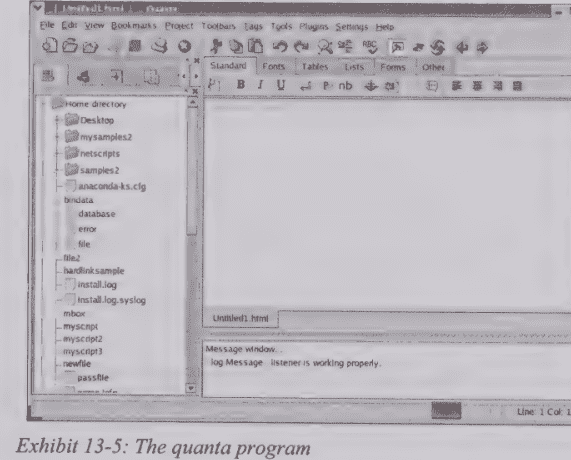 [ Untitled1.html ] - Quanta
File Edit View Bookmarks Project Toolbars Tags Tools Plugins Settings Help
Standard Fonts Tables Lists Forms Other
B I U nb
Home directory
Desktop
mysamples2
netscripts
samples2
anaconda-ks.cfg
bindata
database
error
file
file2
hardlinksample
install.log
install.log.syslog
mbox
myscript
myscript2
myscript3
newfile
passfile
Untitled1.html
Message window...
log Message listener is working properly.
Line: 1 Col: 1
Exhibit 13-5: The quanta program